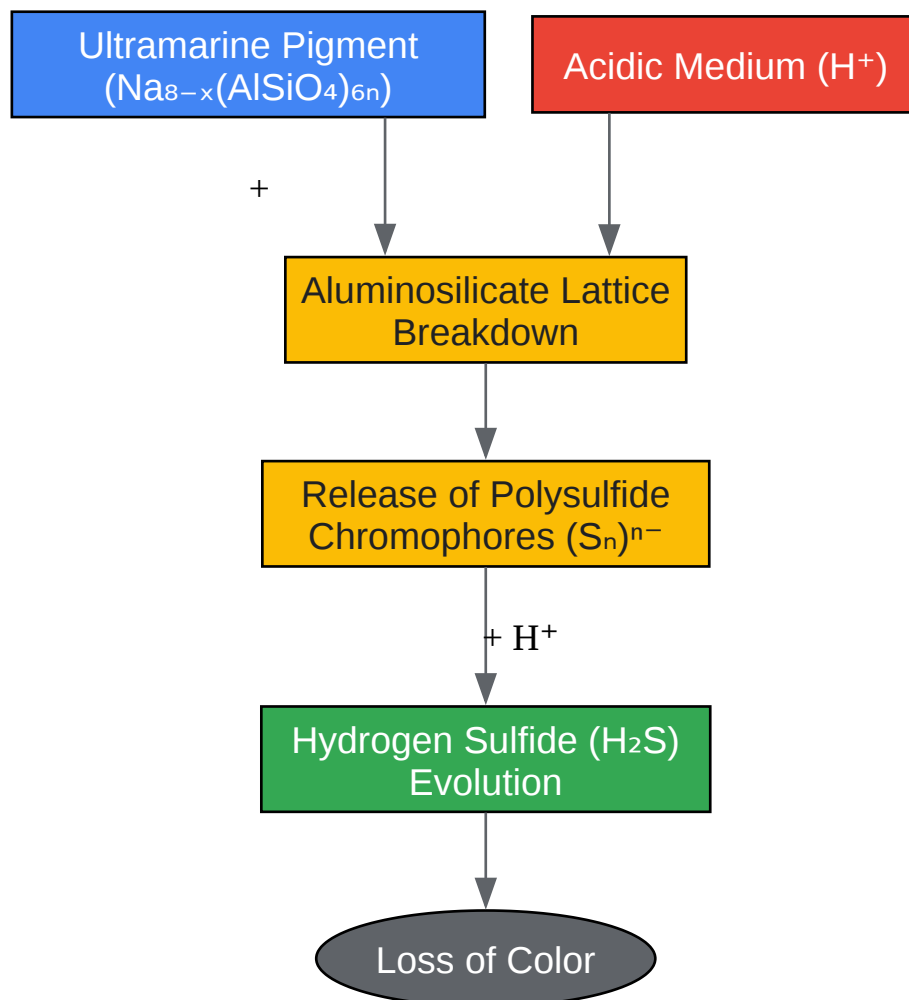 Ultramarine Pigment
(Na₈₋ₓ(AlSiO₄)₆ₙ)
Acidic Medium (H⁺)
+
Aluminosilicate Lattice
Breakdown
Release of Polysulfide
Chromophores (Sₙ)ⁿ⁻
+ H⁺
Hydrogen Sulfide (H₂S)
Evolution
Loss of Color